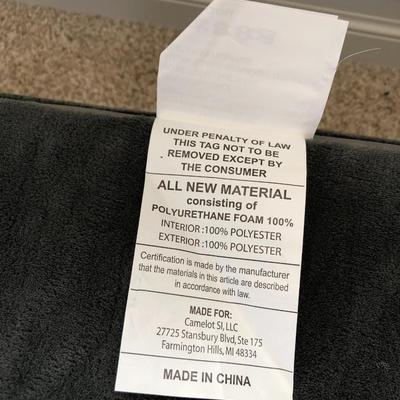 UNDER PENALTY OF LAW
THIS TAG NOT TO BE
REMOVED EXCEPT BY
THE CONSUMER
ALL NEW MATERIAL
consisting of
POLYURETHANE FOAM 100%
INTERIOR:100% POLYESTER
EXTERIOR:100% POLYESTER
Certification is made by the manufacturer
that the materials in this article are described
in accordance with law.
MADE FOR:
Camelot SI, LLC
27725 Stansbury Blvd, Ste 175
Farmington Hills, MI 48334
MADE IN CHINA